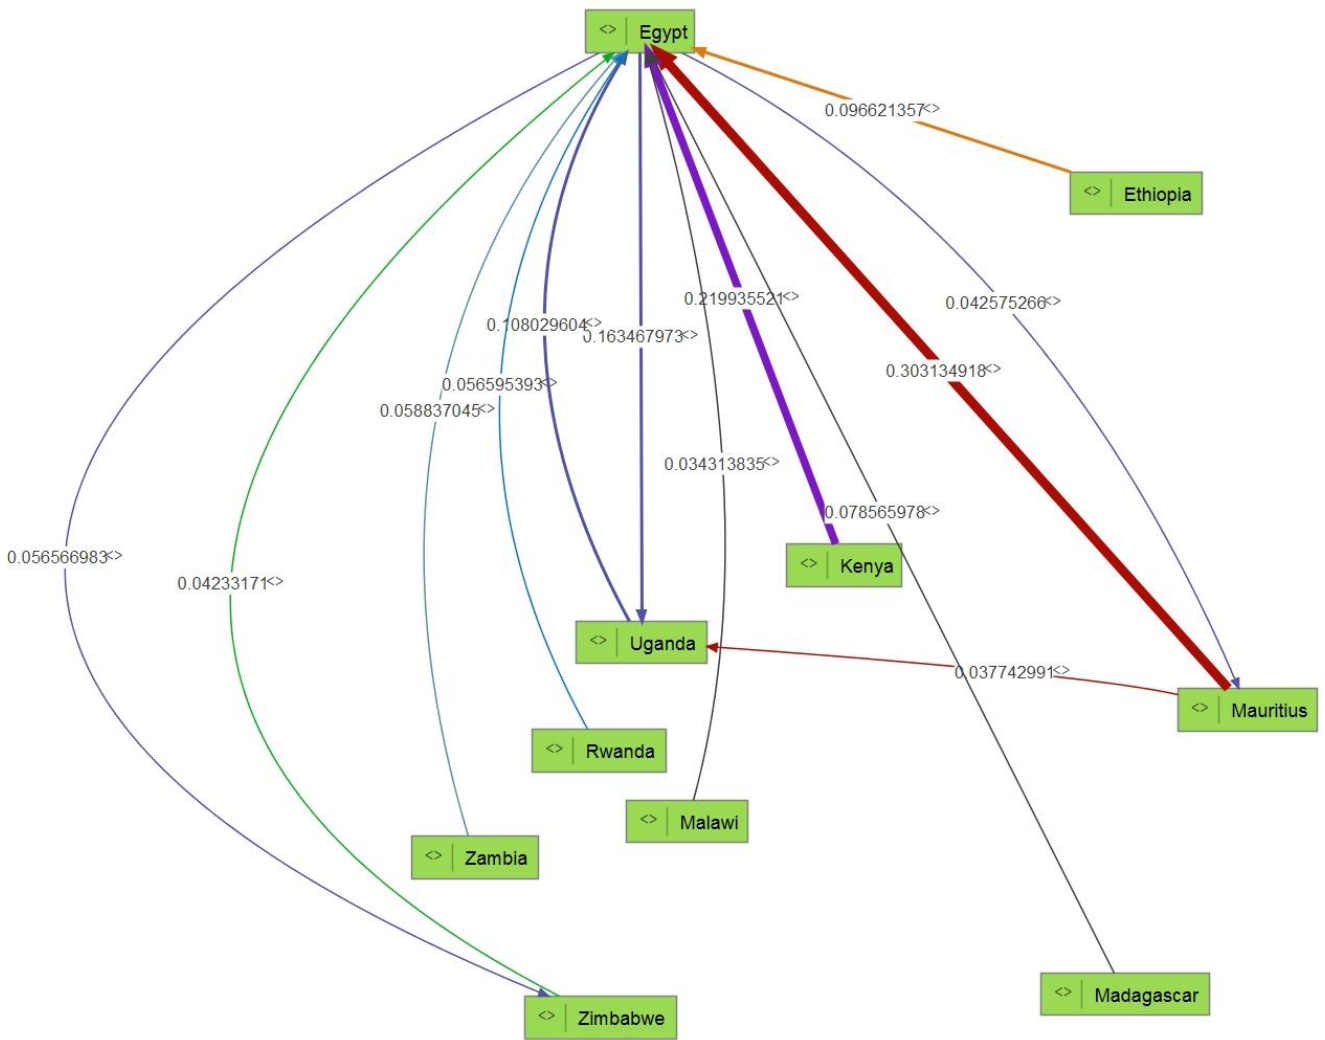 <> Egypt
0.096621357<>
<> Ethiopia
0.219935521<>
0.042575266<>
0.108029604<>
0.163467973<>
0.303134918<>
0.056595393<>
0.058837045<>
0.034313835<>
0.078565978<>
0.056566983<>
<> Kenya
0.04233171<>
<> Uganda
0.037742991<>
<> Mauritius
<> Rwanda
<> Malawi
<> Zambia
<> Madagascar
<> Zimbabwe